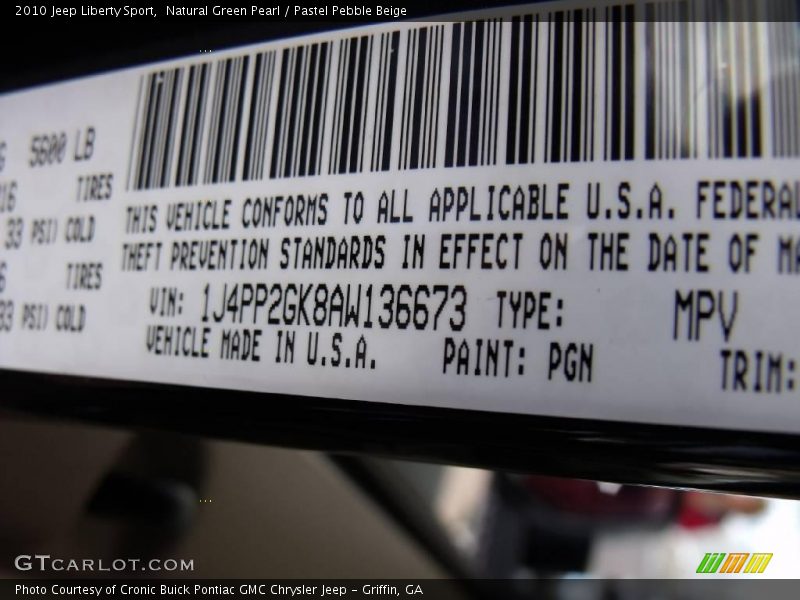 2010 Jeep Liberty Sport, Natural Green Pearl / Pastel Pebble Beige
5600 LB
TIRES
33 PSI) COLD
TIRES
33 PSI) COLD
THIS VEHICLE CONFORMS TO ALL APPLICABLE U.S.A. FEDERAL
THEFT PREVENTION STANDARDS IN EFFECT ON THE DATE OF
VIN: 1J4PP2GK8AW136673 TYPE: MPV
VEHICLE MADE IN U.S.A. PAINT: PGN TRIM:
GTCARLOT.COM
Photo Courtesy of Cronic Buick Pontiac GMC Chrysler Jeep - Griffin, GA